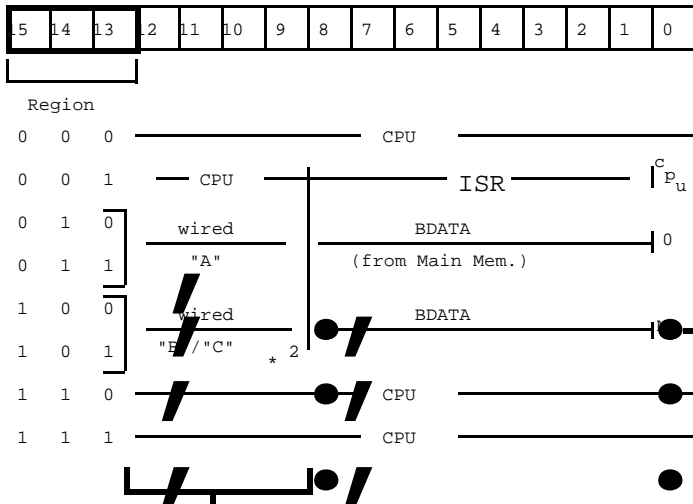 15 14 13 12 11 10 9 8 7 6 5 4 3 2 1 0
Region
0 0 0 CPU
0 0 1 CPU ISR cpu
0 1 0 wired BDATA 0
0 1 1 "A" (from Main Mem.)
1 0 0 wired BDATA
1 0 1 "B"/"C" * 2
1 1 0 CPU
1 1 1 CPU